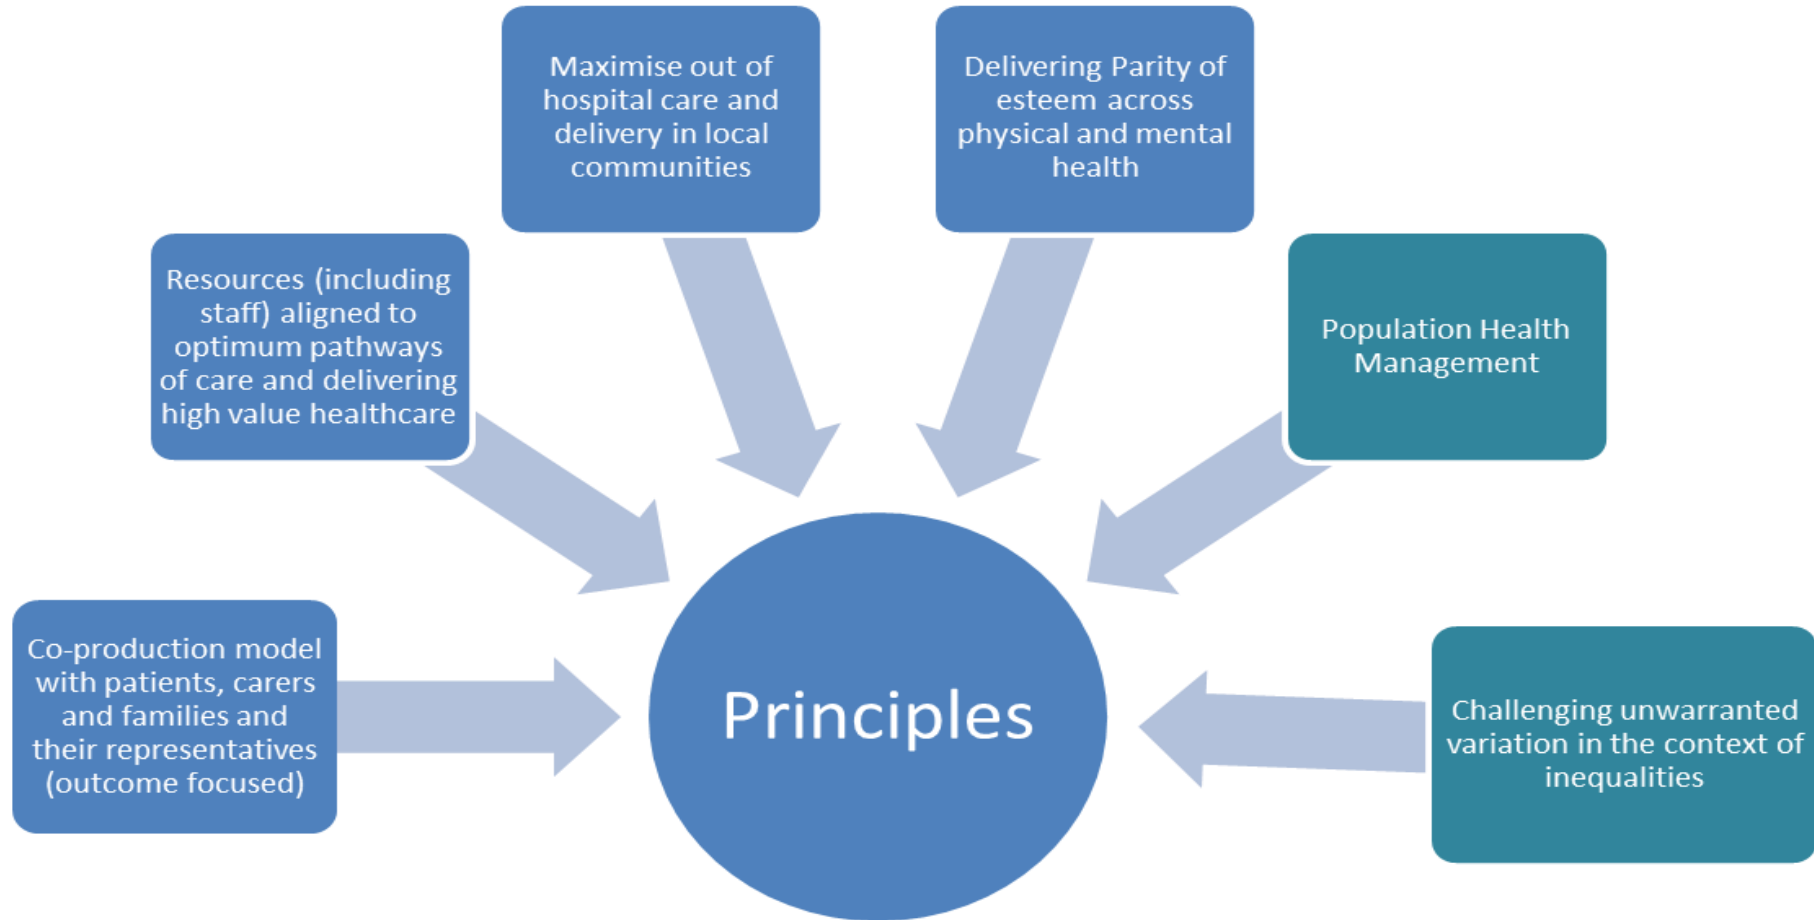 Maximise out of
hospital care and
delivery in local
communities
Delivering Parity of
esteem across
physical and mental
health
Resources (including
staff) aligned to
optimum pathways
of care and delivering
high value healthcare
Population Health
Management
Co-production model
with patients, carers
and families and
their representatives
(outcome focused)
Principles
Challenging unwarranted
variation in the context of
inequalities